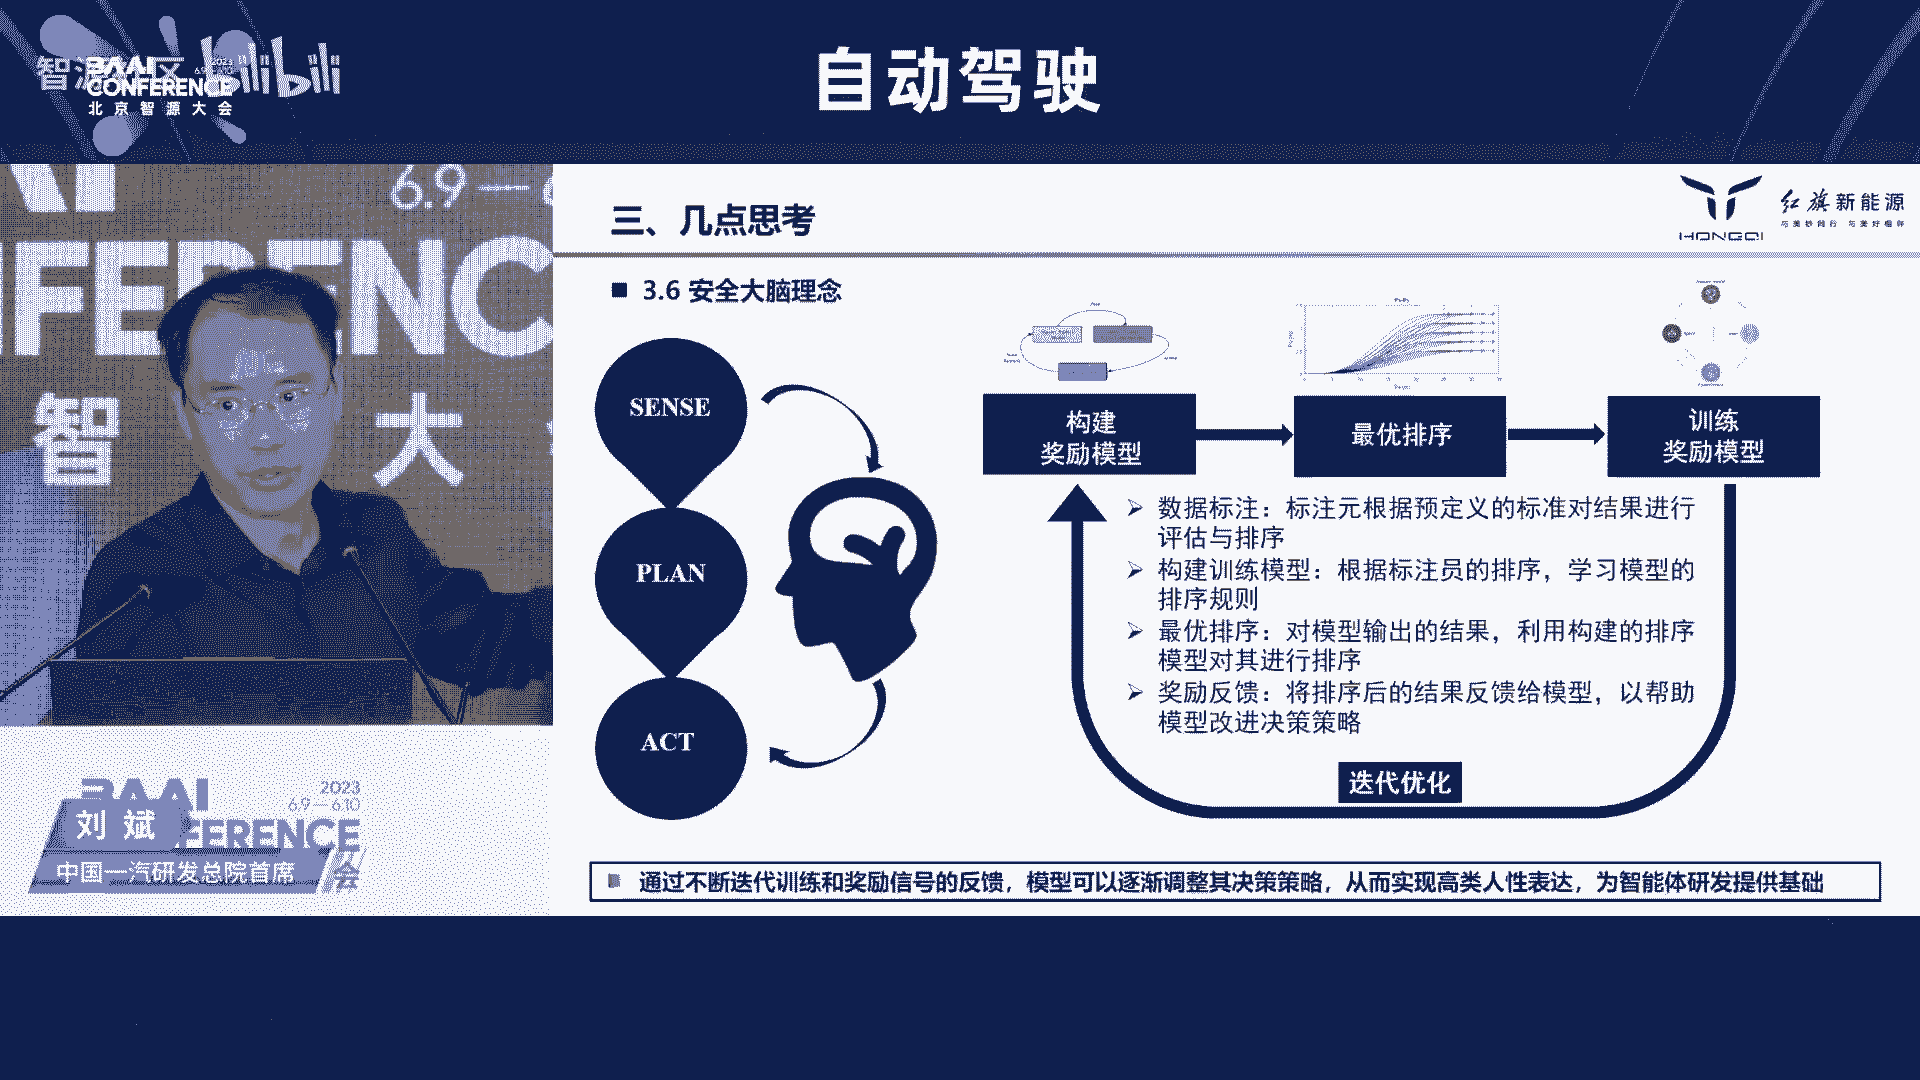 自动驾驶
智源社区
bilibili
BAAI
2023
CONFERENCE
北京智源大会
6.9
智
大
三、几点思考
HONGQI
红旗新能源
3.6 安全大脑理念
SENSE
PLAN
ACT
构建
奖励模型
最优排序
训练
奖励模型
数据标注：标注元根据预定义的标准对结果进行
评估与排序
构建训练模型：根据标注员的排序，学习模型的
排序规则
最优排序：对模型输出的结果，利用构建的排序
模型对其进行排序
奖励反馈：将排序后的结果反馈给模型，以帮助
模型改进决策策略
迭代优化
通过不断迭代训练和奖励信号的反馈，模型可以逐渐调整其决策策略，从而实现高类人性表达，为智能体研发提供基础
BAAI
2023
6.9—6.10
刘斌
FERENCE
中国一汽研发总院首席
会